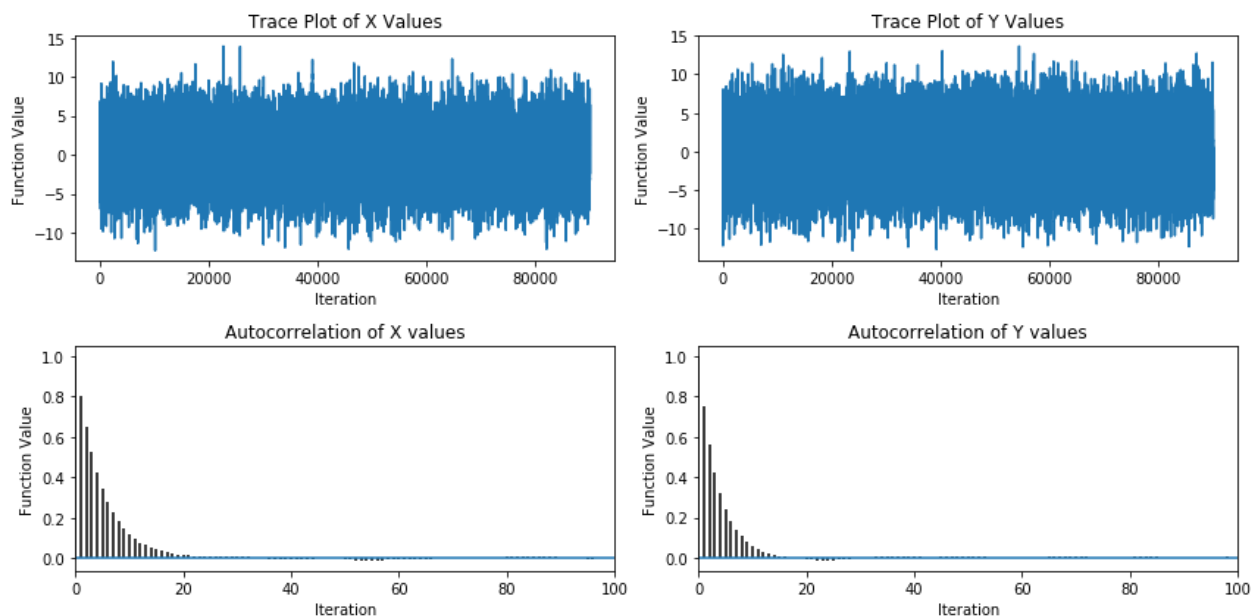 Trace Plot of X Values
Function Value
15
10
5
0
−5
−10
0 20000 40000 60000 80000
Iteration
Trace Plot of Y Values
Function Value
15
10
5
0
−5
−10
0 20000 40000 60000 80000
Iteration
Autocorrelation of X values
Function Value
1.0
0.8
0.6
0.4
0.2
0.0
0 20 40 60 80 100
Iteration
Autocorrelation of Y values
Function Value
1.0
0.8
0.6
0.4
0.2
0.0
0 20 40 60 80 100
Iteration